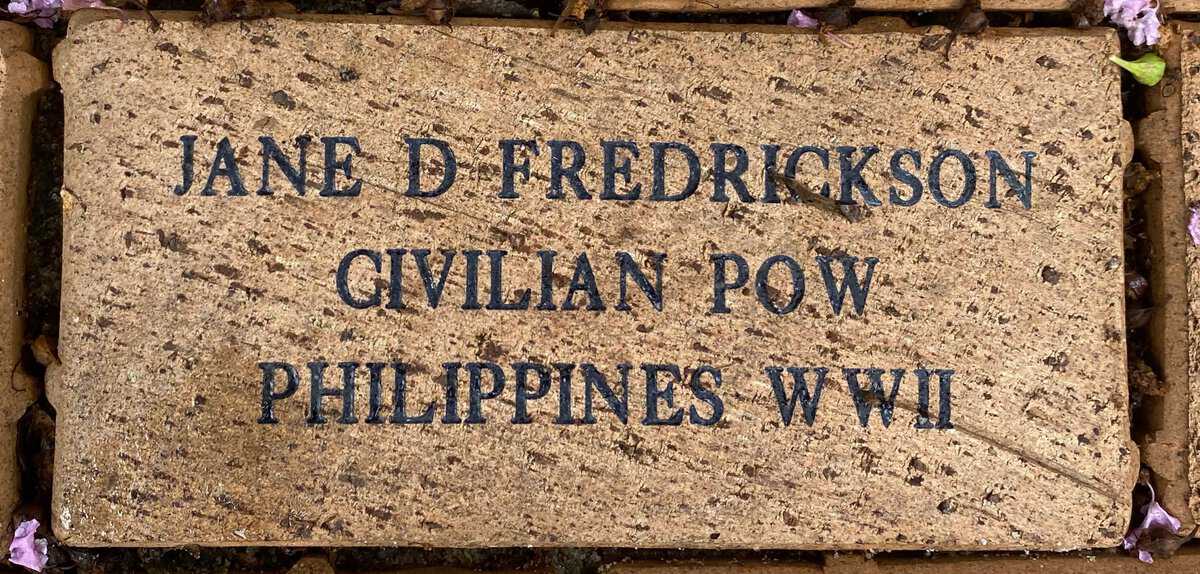 JANE D FREDRICKSON
CIVILIAN POW
PHILIPPINES WWII